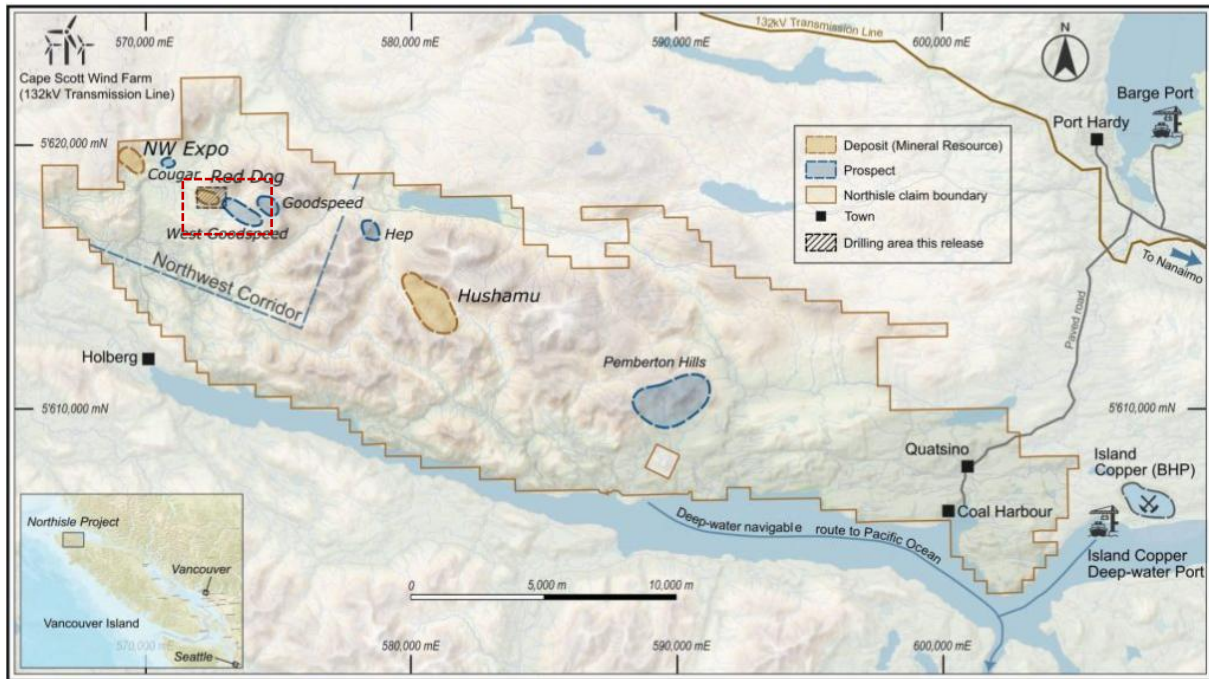 570,000 mE
580,000 mE
590,000 mE
600,000 mE
132kV Transmission Line
N
Cape Scott Wind Farm
(132kV Transmission Line)
Barge Port
Port Hardy
5'620,000 mN
NW Expo
Cougar
Red Dog
Goodspeed
West Goodspeed
Hep
Northwest Corridor
Hushamu
Deposit (Mineral Resource)
Prospect
Northisle claim boundary
Town
Drilling area this release
To Nanaimo
Paved road
Holberg
Pemberton Hills
5'610,000 mN
5'610,000 mN
Quatsino
Island
Copper (BHP)
Coal Harbour
Deep-water navigable route to Pacific Ocean
Island Copper
Deep-water Port
Northisle Project
Vancouver
Vancouver Island
Seattle
0
5,000 m
10,000 m
570,000 mE
580,000 mE
590,000 mE
600,000 mE